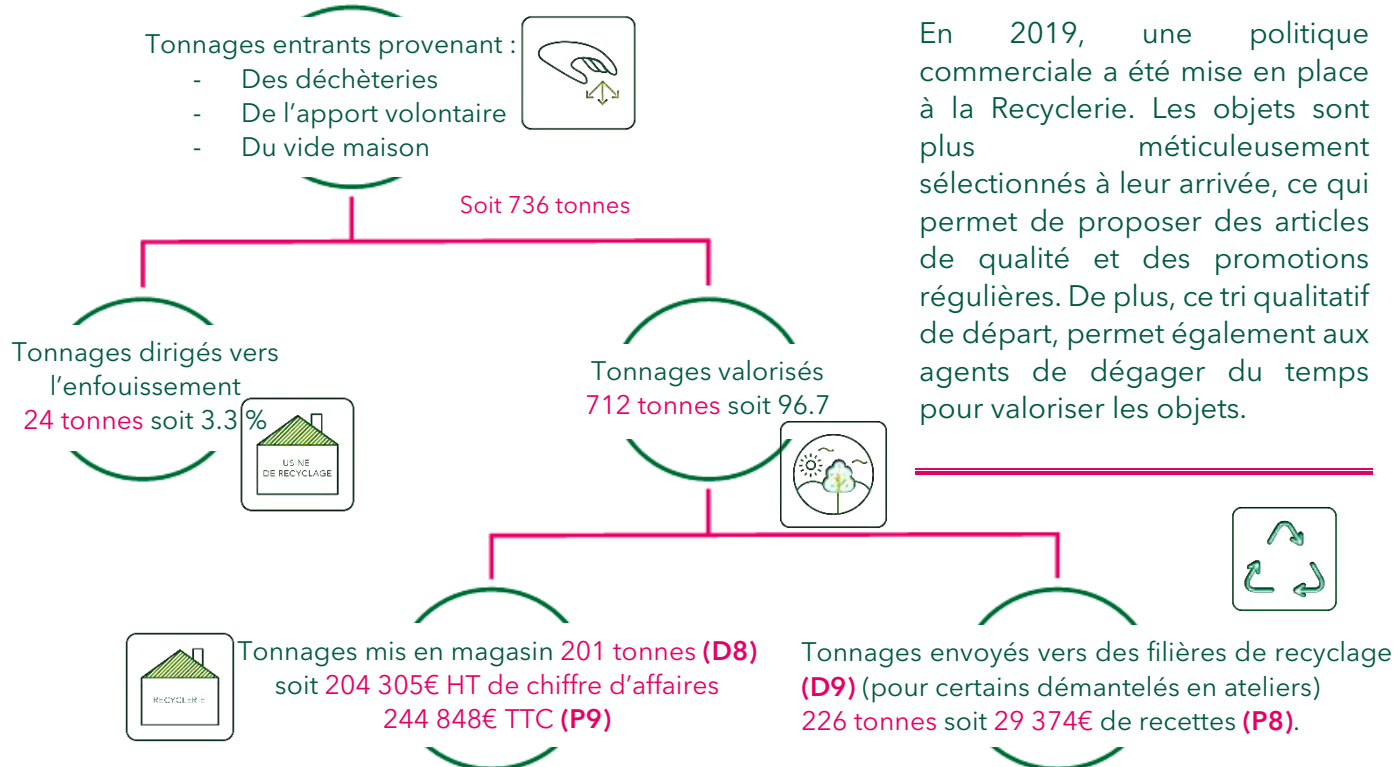 Tonnages entrants provenant :
- Des déchèteries
- De l'apport volontaire
- Du vide maison
Soit 736 tonnes
En 2019, une politique
commerciale a été mise en place
à la Recyclerie. Les objets sont
plus méticuleusement
sélectionnés à leur arrivée, ce qui
permet de proposer des articles
de qualité et des promotions
régulières. De plus, ce tri qualitatif
de départ, permet également aux
agents de dégager du temps
pour valoriser les objets.
Tonnages dirigés vers
l'enfouissement
24 tonnes soit 3.3 %
USINE
DE RECYCLAGE
Tonnages valorisés
712 tonnes soit 96.7
RECYCLERIE
Tonnages mis en magasin 201 tonnes (D8)
soit 204 305€ HT de chiffre d'affaires
244 848€ TTC (P9)
Tonnages envoyés vers des filières de recyclage
(D9) (pour certains démantelés en ateliers)
226 tonnes soit 29 374€ de recettes (P8).